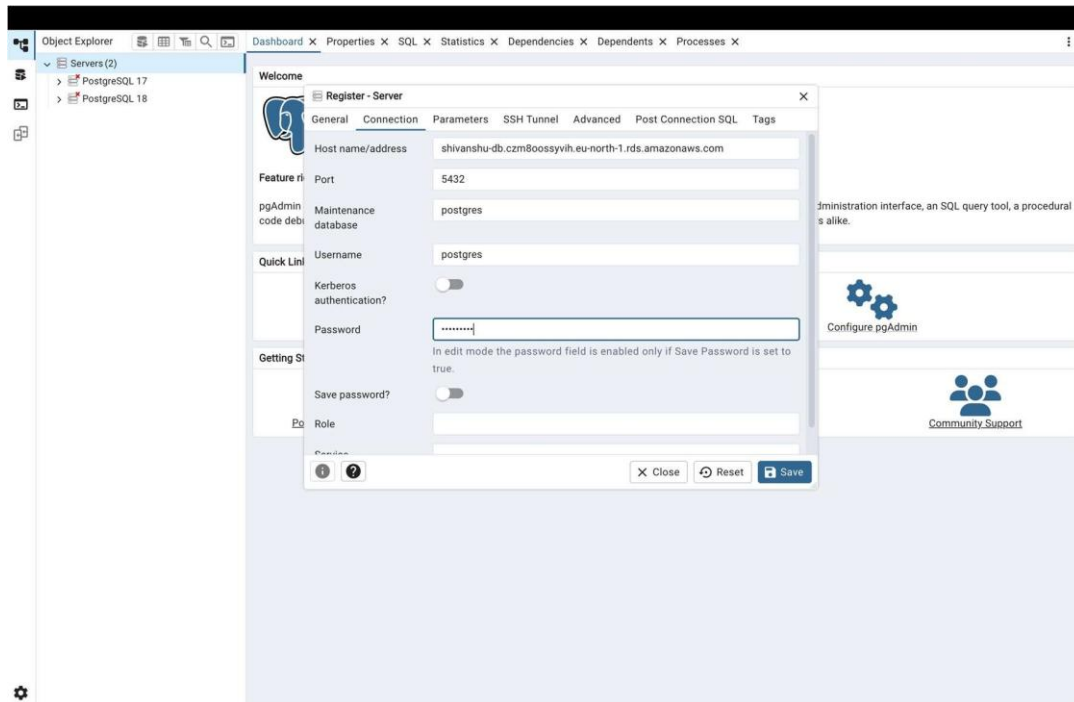 Object Explorer
Dashboard Properties SQL Statistics Dependencies Dependents Processes
Servers (2)
PostgreSQL 17
PostgreSQL 18
Welcome
Register - Server
General Connection Parameters SSH Tunnel Advanced Post Connection SQL Tags
Host name/address shivanshu-db.czm8oossyvih.eu-north-1.rds.amazonaws.com
Feature ri
Port 5432
pgAdmin
dministration interface, an SQL query tool, a procedural
code debu
s alike.
Maintenance
database
postgres
Username postgres
Quick Lin
Kerberos
authentication?
Configure pgAdmin
Password •••••••••
In edit mode the password field is enabled only if Save Password is set to
true.
Getting St
Save password?
Po
Role
Community Support
Close Reset Save